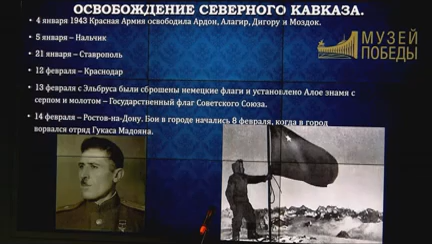 ОСВОБОЖДЕНИЕ СЕВЕРНОГО КАВКАЗА.
МУЗЕЙ
ПОБЕДЫ
• 4 января 1943 Красная Армия освободила Ардон, Алагир, Дигору и Моздок.
• 5 января – Нальчик
• 21 января – Ставрополь
• 12 февраля – Краснодар
• 13 февраля с Эльбруса были сброшены немецкие флаги и установлено Алое знамя с
серпом и молотом – Государственный флаг Советского Союза.
• 14 февраля – Ростов-на-Дону. Бои в городе начались 8 февраля, когда в город
ворвался отряд Гукаса Мадояна.